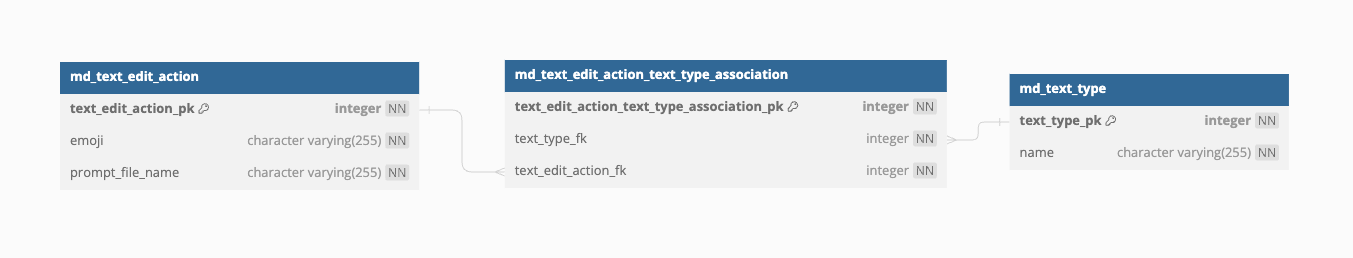 md_text_edit_action
text_edit_action_pk integer NN
emoji character varying(255) NN
prompt_file_name character varying(255) NN
md_text_edit_action_text_type_association
text_edit_action_text_type_association_pk integer NN
text_type_fk integer NN
text_edit_action_fk integer NN
md_text_type
text_type_pk integer NN
name character varying(255) NN